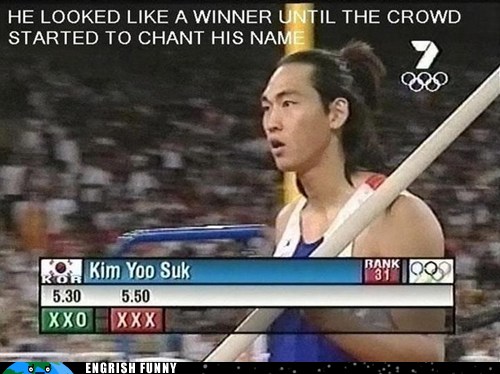 HE LOOKED LIKE A WINNER UNTIL THE CROWD
STARTED TO CHANT HIS NAME
7
KOR Kim Yoo Suk RANK 31
5.30 5.50
XXO XXX
ENGRISH FUNNY